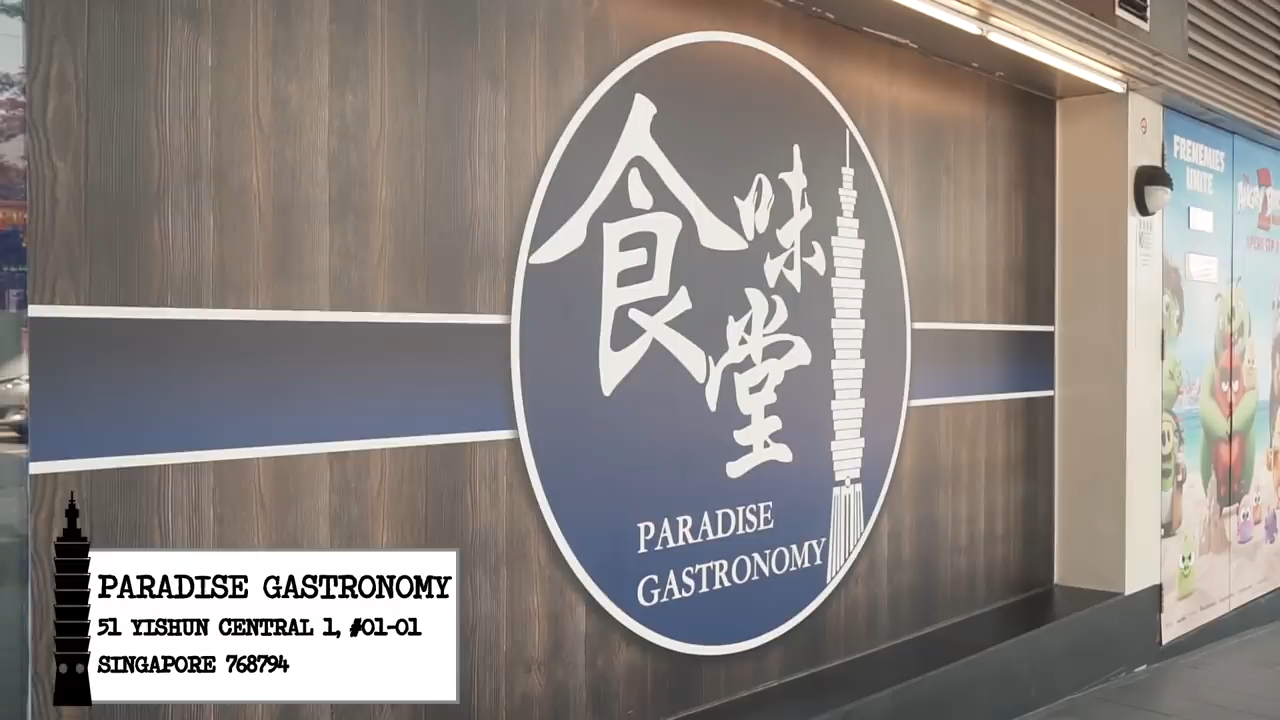 食味堂
PARADISE
GASTRONOMY
FRENEMIES
UNITE
PARADISE GASTRONOMY
51 YISHUN CENTRAL 1, #01-01
SINGAPORE 768794